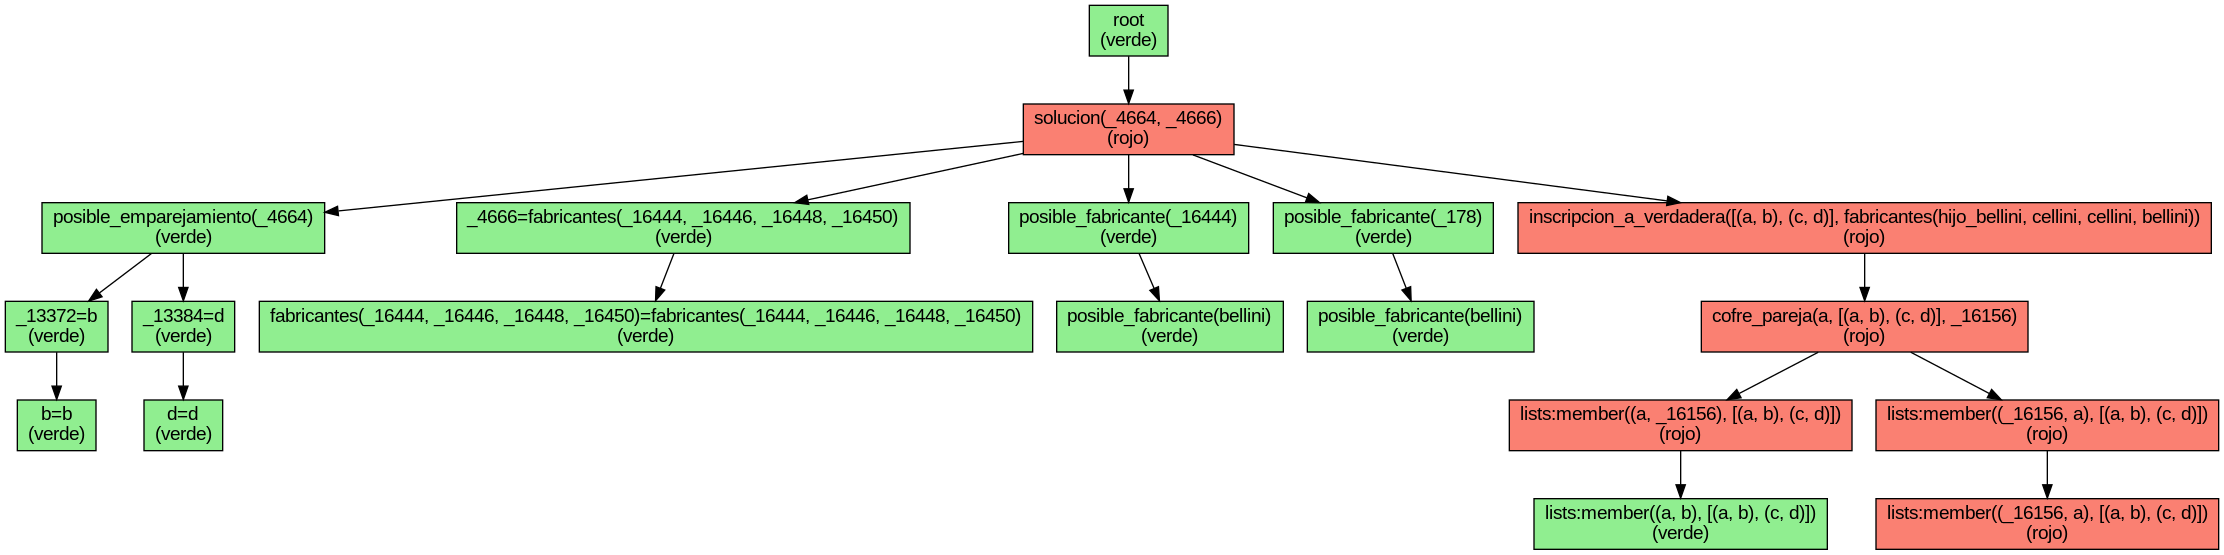 root
(verde)
solucion(_4664, _4666)
(rojo)
posible_emparejamiento(_4664)
(verde)
_4666=fabricantes(_16444, _16446, _16448, _16450)
(verde)
posible_fabricante(_16444)
(verde)
posible_fabricante(_178)
(verde)
inscripcion_a_verdadera([(a, b), (c, d)], fabricantes(hijo_bellini, cellini, cellini, bellini))
(rojo)
_13372=b
(verde)
_13384=d
(verde)
fabricantes(_16444, _16446, _16448, _16450)=fabricantes(_16444, _16446, _16448, _16450)
(verde)
posible_fabricante(bellini)
(verde)
posible_fabricante(bellini)
(verde)
cofre_pareja(a, [(a, b), (c, d)], _16156)
(rojo)
b=b
(verde)
d=d
(verde)
lists:member((a, _16156), [(a, b), (c, d)])
(rojo)
lists:member((_16156, a), [(a, b), (c, d)])
(rojo)
lists:member((a, b), [(a, b), (c, d)])
(verde)
lists:member((_16156, a), [(a, b), (c, d)])
(rojo)